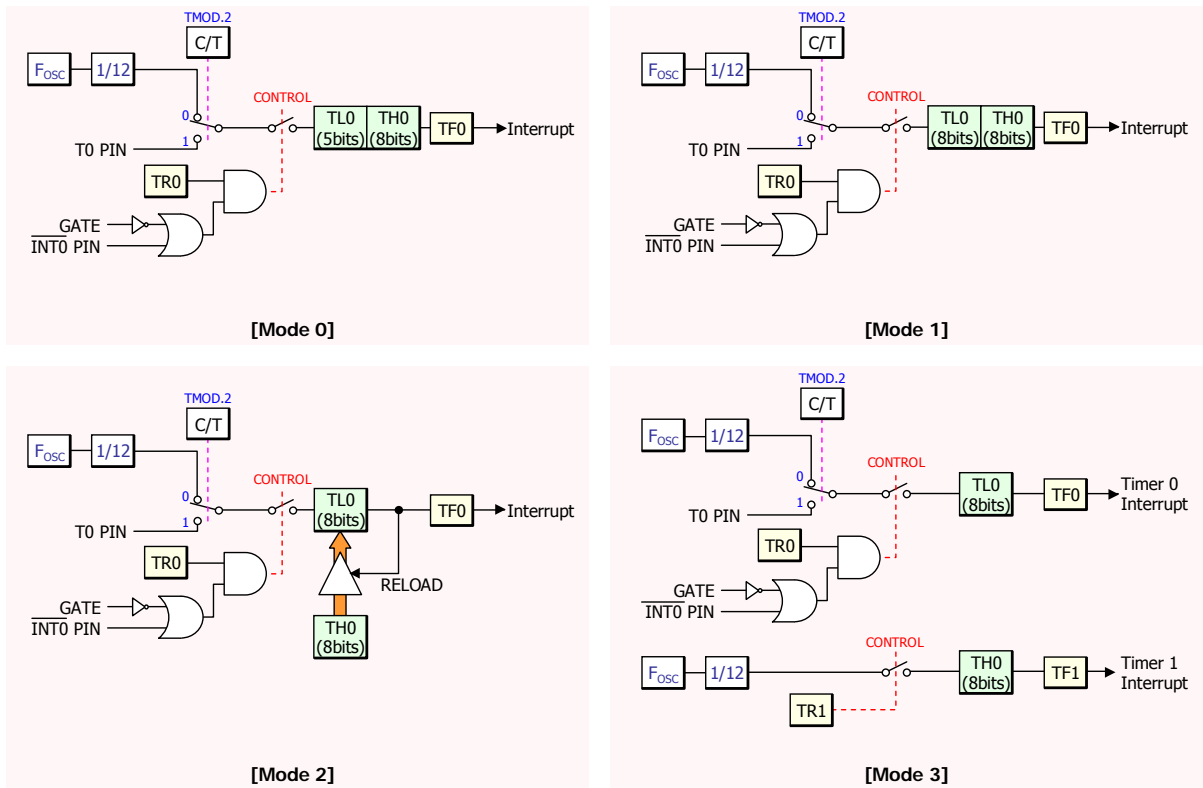 TMOD.2
C/T
FOSC
1/12
CONTROL
0
TL0
(5bits)
TH0
(8bits)
TF0
Interrupt
1
T0 PIN
TR0
GATE
INT0 PIN
[Mode 0]
TMOD.2
C/T
FOSC
1/12
CONTROL
0
TL0
(8bits)
TH0
(8bits)
TF0
Interrupt
1
T0 PIN
TR0
GATE
INT0 PIN
[Mode 1]
TMOD.2
C/T
FOSC
1/12
CONTROL
0
TL0
(8bits)
TF0
Interrupt
1
T0 PIN
TR0
RELOAD
GATE
INT0 PIN
TH0
(8bits)
[Mode 2]
TMOD.2
C/T
FOSC
1/12
CONTROL
0
TL0
(8bits)
TF0
Timer 0
Interrupt
1
T0 PIN
TR0
GATE
INT0 PIN
CONTROL
FOSC
1/12
TH0
(8bits)
TF1
Timer 1
Interrupt
TR1
[Mode 3]